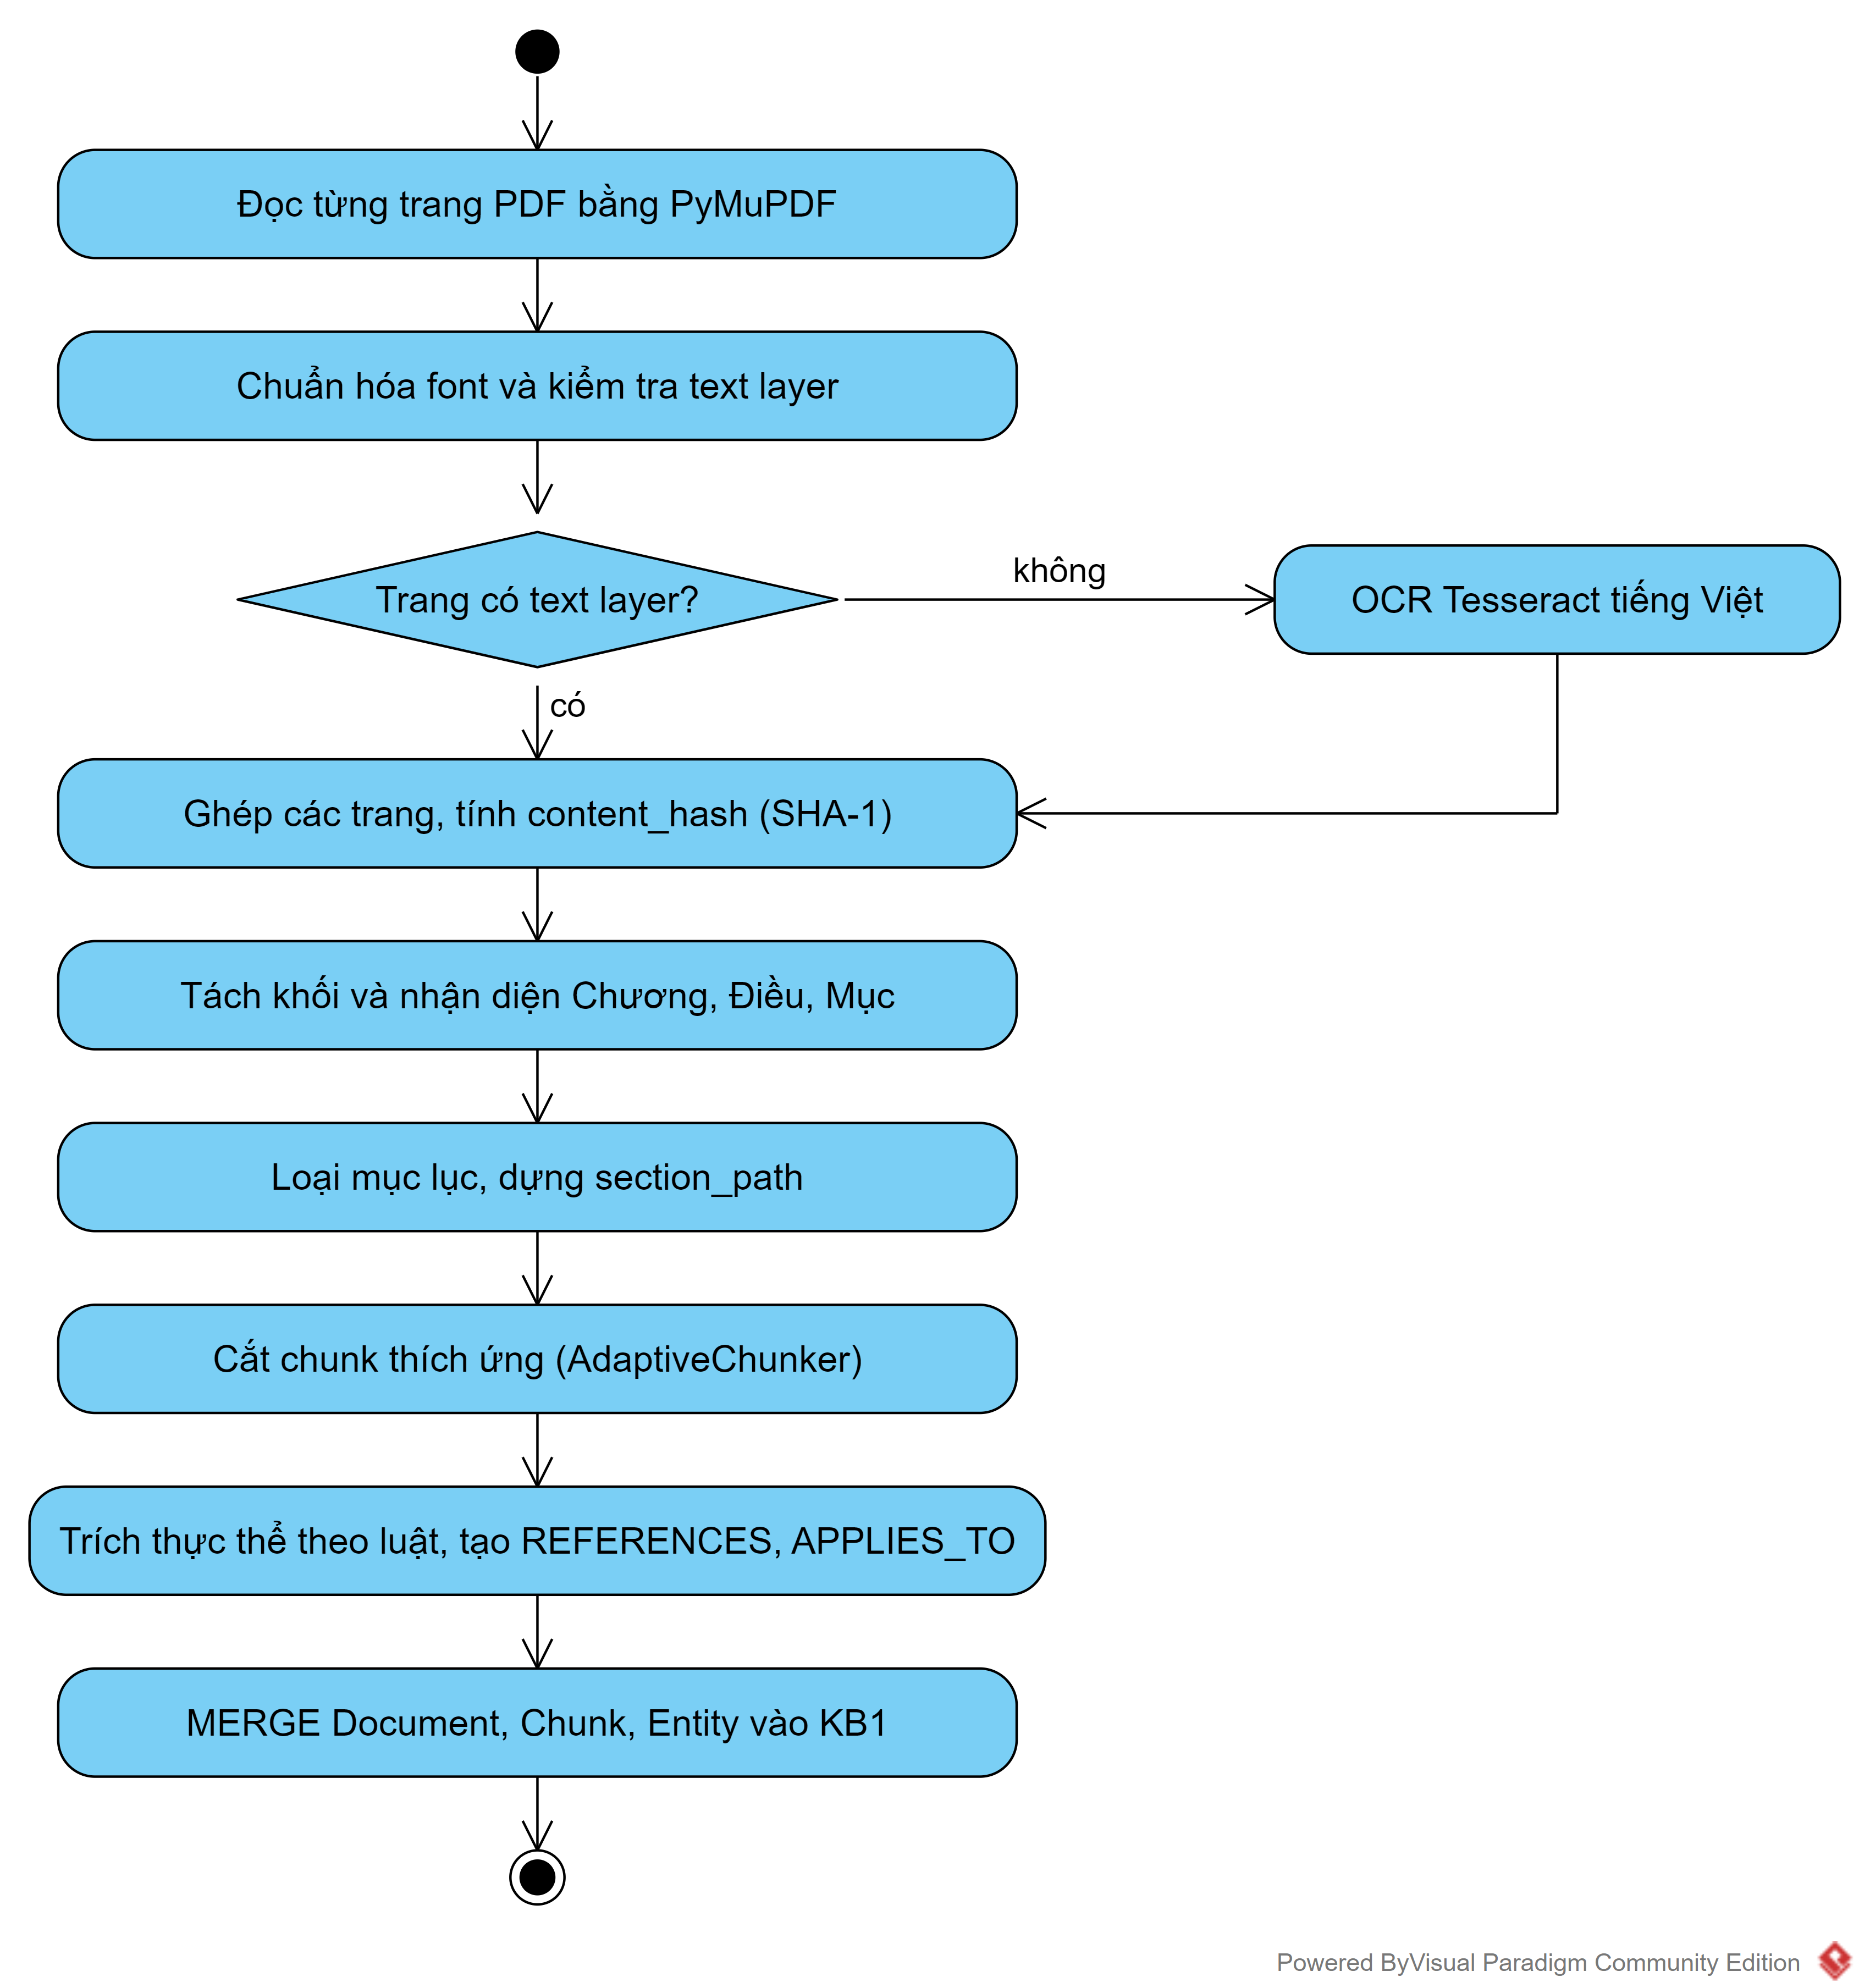 Đọc từng trang PDF bằng PyMuPDF
Chuẩn hóa font và kiểm tra text layer
Trang có text layer?
không
OCR Tesseract tiếng Việt
có
Ghép các trang, tính content_hash (SHA-1)
Tách khối và nhận diện Chương, Điều, Mục
Loại mục lục, dựng section_path
Cắt chunk thích ứng (AdaptiveChunker)
Trích thực thể theo luật, tạo REFERENCES, APPLIES_TO
MERGE Document, Chunk, Entity vào KB1
Powered ByVisual Paradigm Community Edition